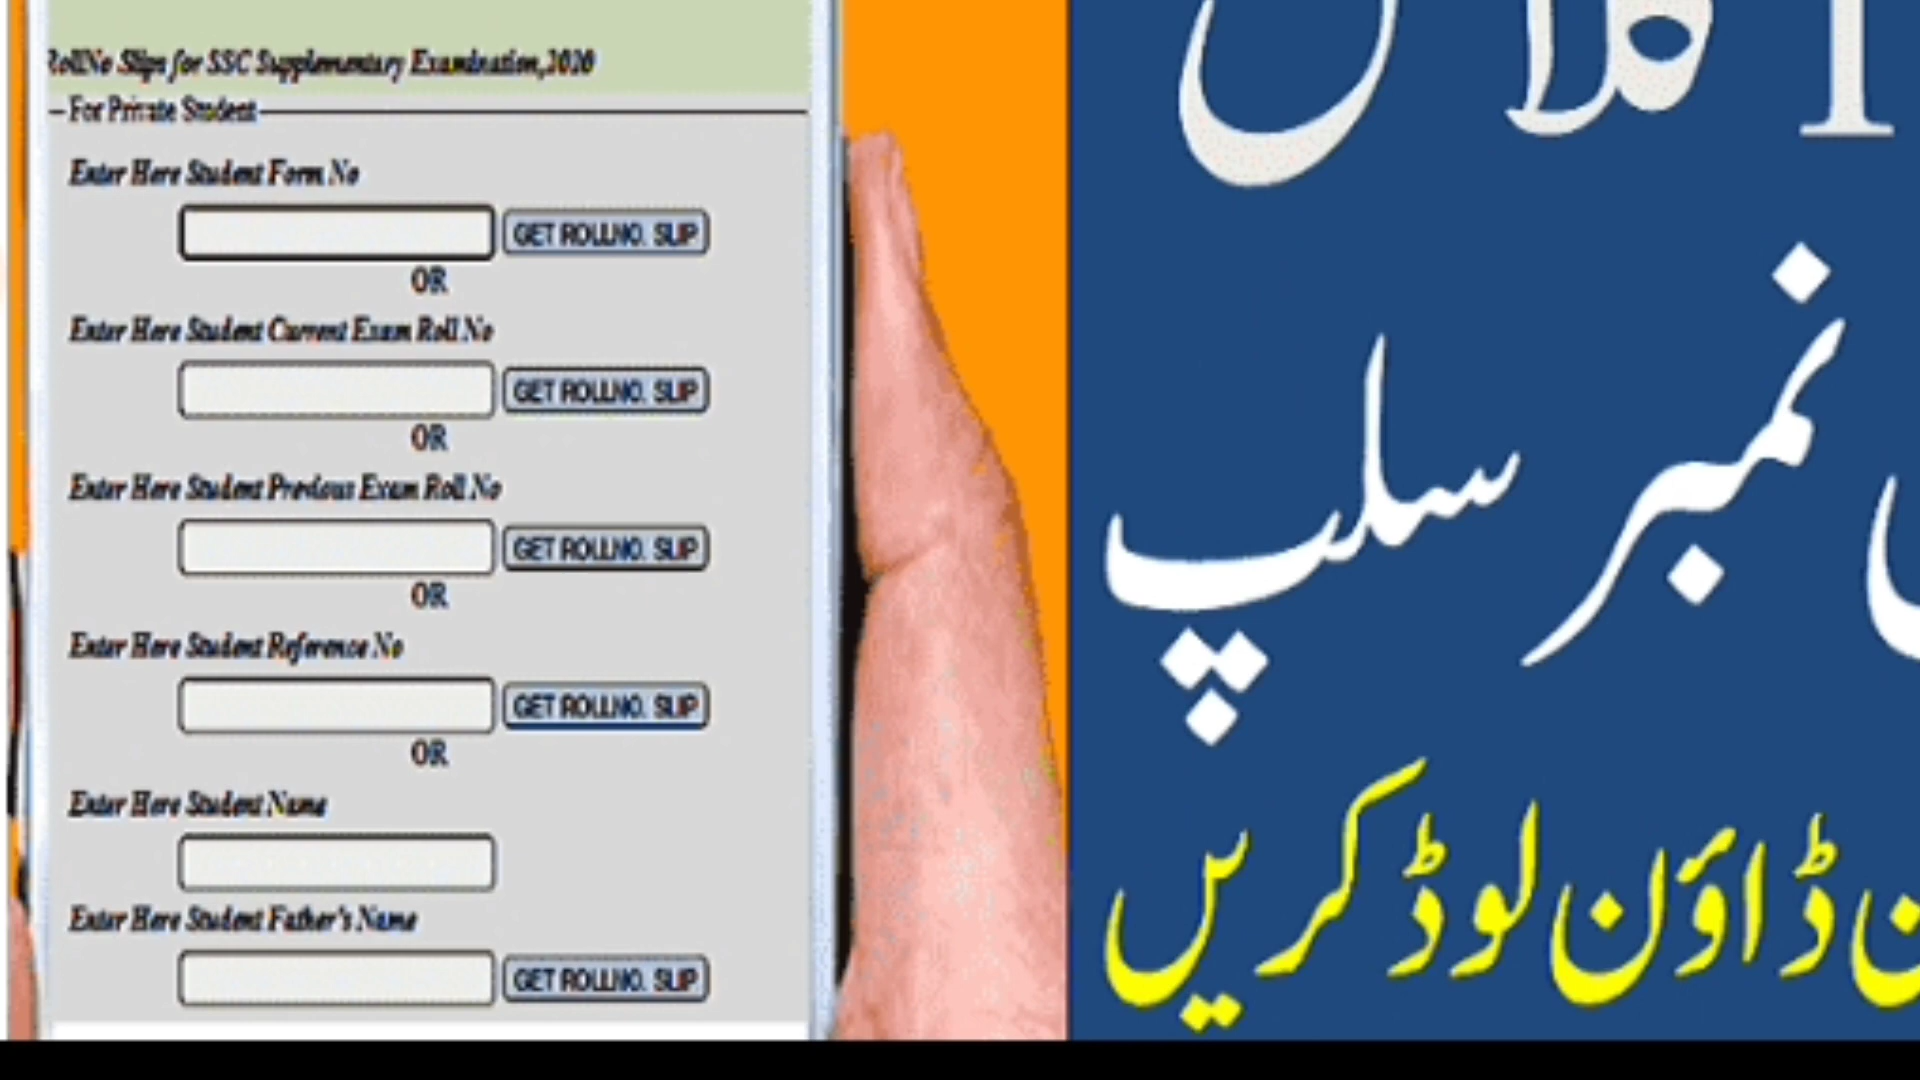 RollNo Slips for SSC Supplementary Examination,2020
For Private Student
Enter Here Student Form No
GET ROLLNO. SLIP
OR
Enter Here Student Current Exam Roll No
GET ROLLNO. SLIP
OR
Enter Here Student Previous Exam Roll No
GET ROLLNO. SLIP
OR
Enter Here Student Reference No
GET ROLLNO. SLIP
OR
Enter Here Student Name
Enter Here Student Father's Name
GET ROLLNO. SLIP
کلاس
نمبر سلپ
ڈاؤن لوڈ کریں